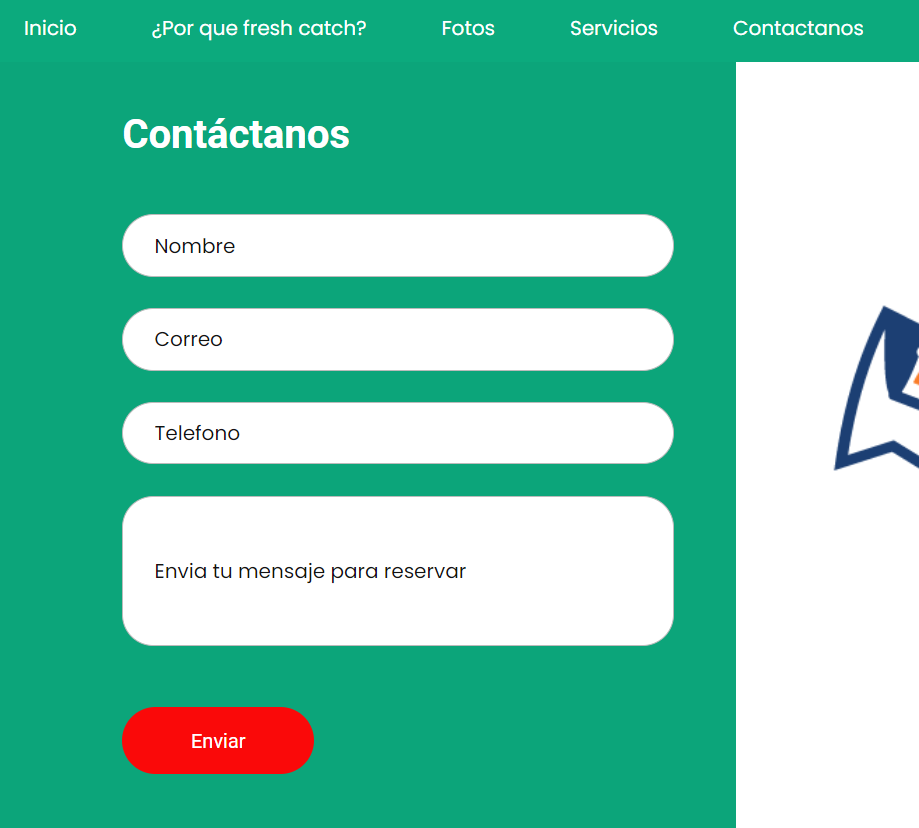 Inicio ¿Por que fresh catch? Fotos Servicios Contactanos
Contáctanos
Nombre
Correo
Telefono
Envia tu mensaje para reservar
Enviar